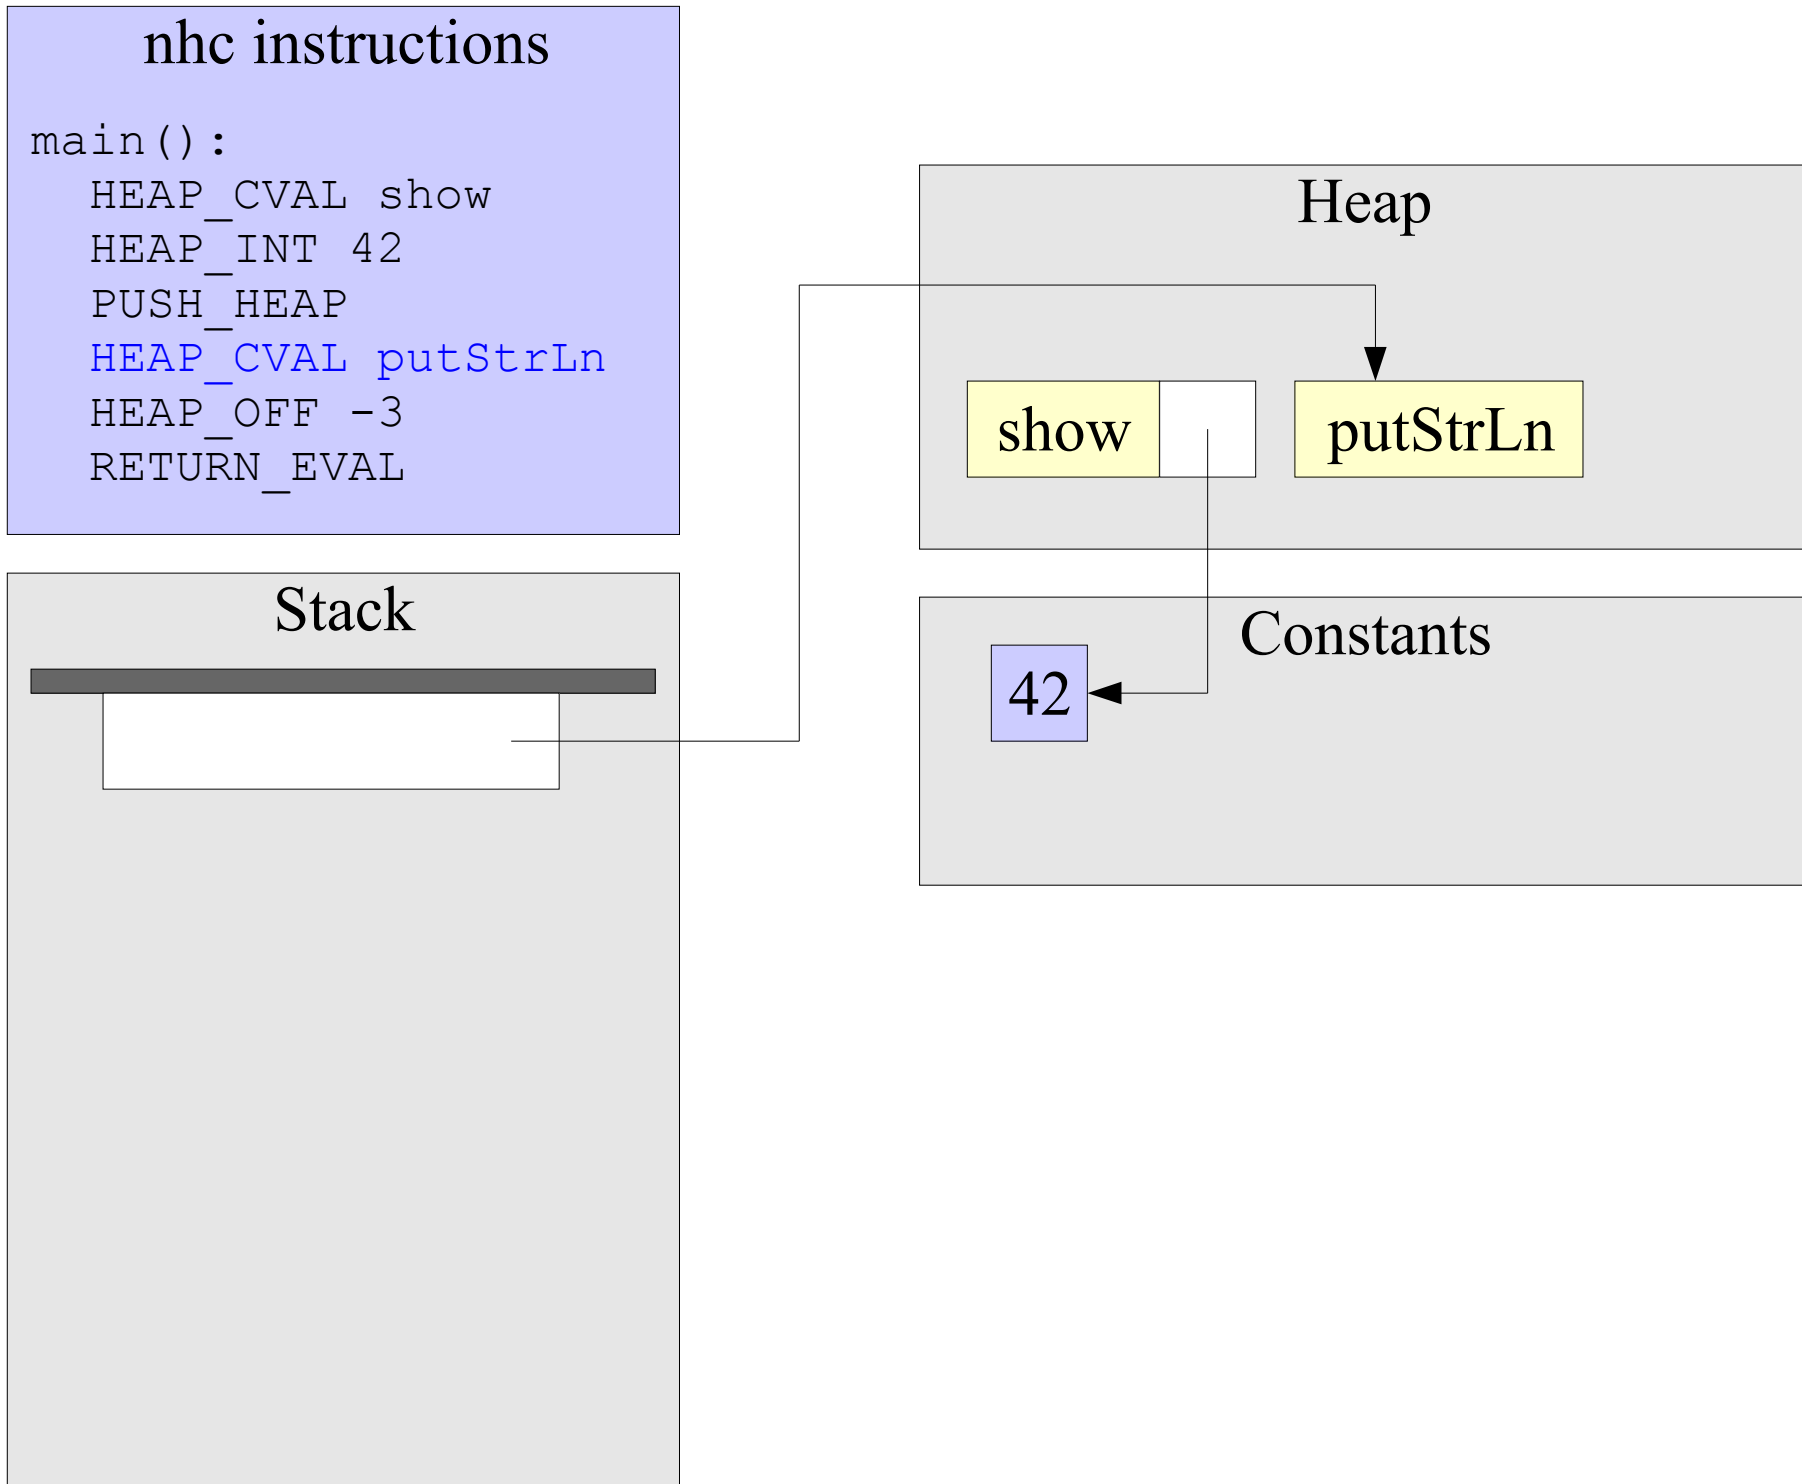 nhc instructions
main():
HEAP_CVAL show
HEAP_INT 42
PUSH_HEAP
HEAP_CVAL putStrLn
HEAP_OFF -3
RETURN_EVAL
Heap
show
putStrLn
Stack
Constants
42